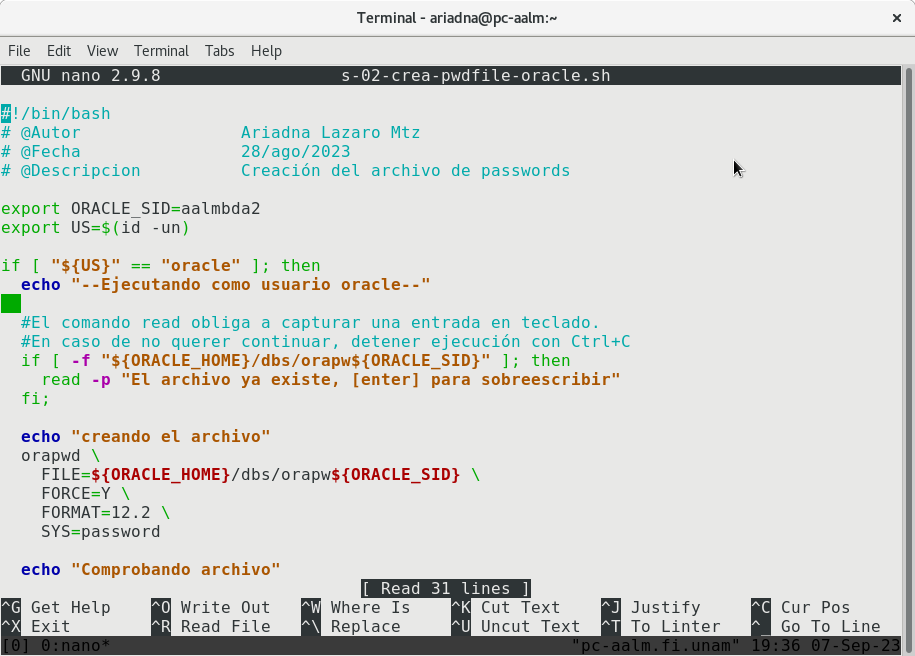 Terminal - ariadna@pc-aalm:~
File Edit View Terminal Tabs Help
GNU nano 2.9.8 s-02-crea-pwdfile-oracle.sh
#!/bin/bash
# @Autor Ariadna Lazaro Mtz
# @Fecha 28/ago/2023
# @Descripcion Creación del archivo de passwords
export ORACLE_SID=aalmbda2
export US=$(id -un)
if [ "${US}" == "oracle" ]; then
echo "--Ejecutando como usuario oracle--"
#El comando read obliga a capturar una entrada en teclado.
#En caso de no querer continuar, detener ejecución con Ctrl+C
if [ -f "${ORACLE_HOME}/dbs/orapw${ORACLE_SID}" ]; then
read -p "El archivo ya existe, [enter] para sobreescribir"
fi;
echo "creando el archivo"
orapwd \
FILE=${ORACLE_HOME}/dbs/orapw${ORACLE_SID} \
FORCE=Y \
FORMAT=12.2 \
SYS=password
echo "Comprobando archivo"
[ Read 31 lines ]
^G Get Help ^O Write Out ^W Where Is ^K Cut Text ^J Justify ^C Cur Pos
^X Exit ^R Read File ^\ Replace ^U Uncut Text ^T To Linter ^_ Go To Line
[0] 0:nano* "pc-aalm.fi.unam" 19:36 07-Sep-23